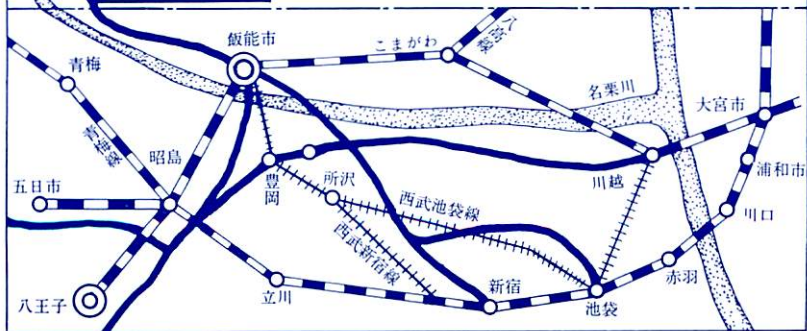 飯能市
こまがわ
八高線
青梅
名栗川
大宮市
青梅線
昭島
五日市
豊岡
所沢
西武池袋線
川越
浦和市
西武新宿線
川口
八王子
立川
新宿
池袋
赤羽